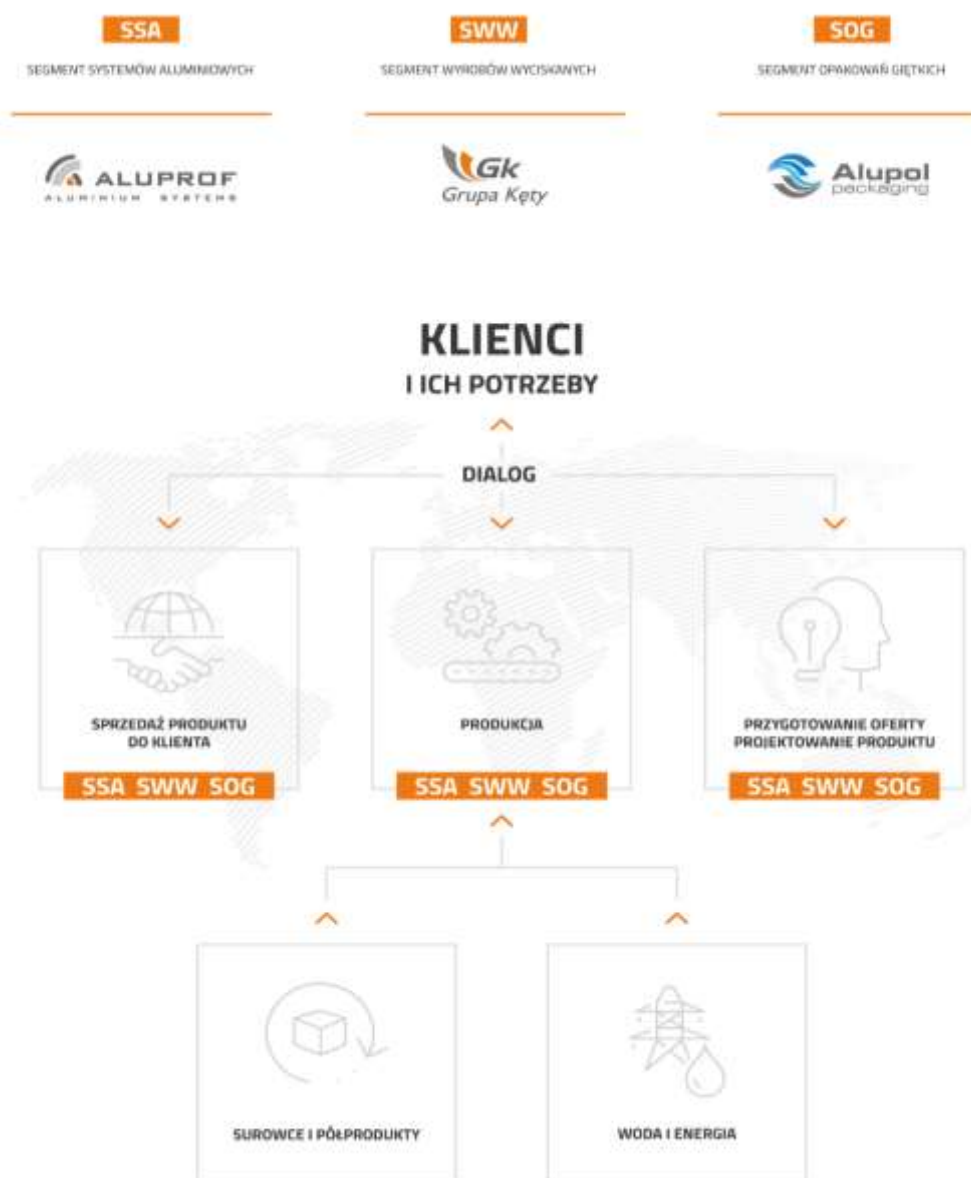 SSA
SEGMENT SYSTEMÓW ALUMINIOWYCH
SWW
SEGMENT WYROBÓW WYCISKANYCH
SOG
SEGMENT OPAKOWAŃ GIĘTKICH
ALUPROF
ALUMINIUM SYSTEMS
Gk
Grupa Kęty
Alupol
packaging
KLIENCI
I ICH POTRZEBY
DIALOG
SPRZEDAŻ PRODUKTU
DO KLIENTA
SSA SWW SOG
PRODUKCJA
SSA SWW SOG
PRZYGOTOWANIE OFERTY
PROJEKTOWANIE PRODUKTU
SSA SWW SOG
SUROWCE I PÓŁPRODUKTY
WODA I ENERGIA